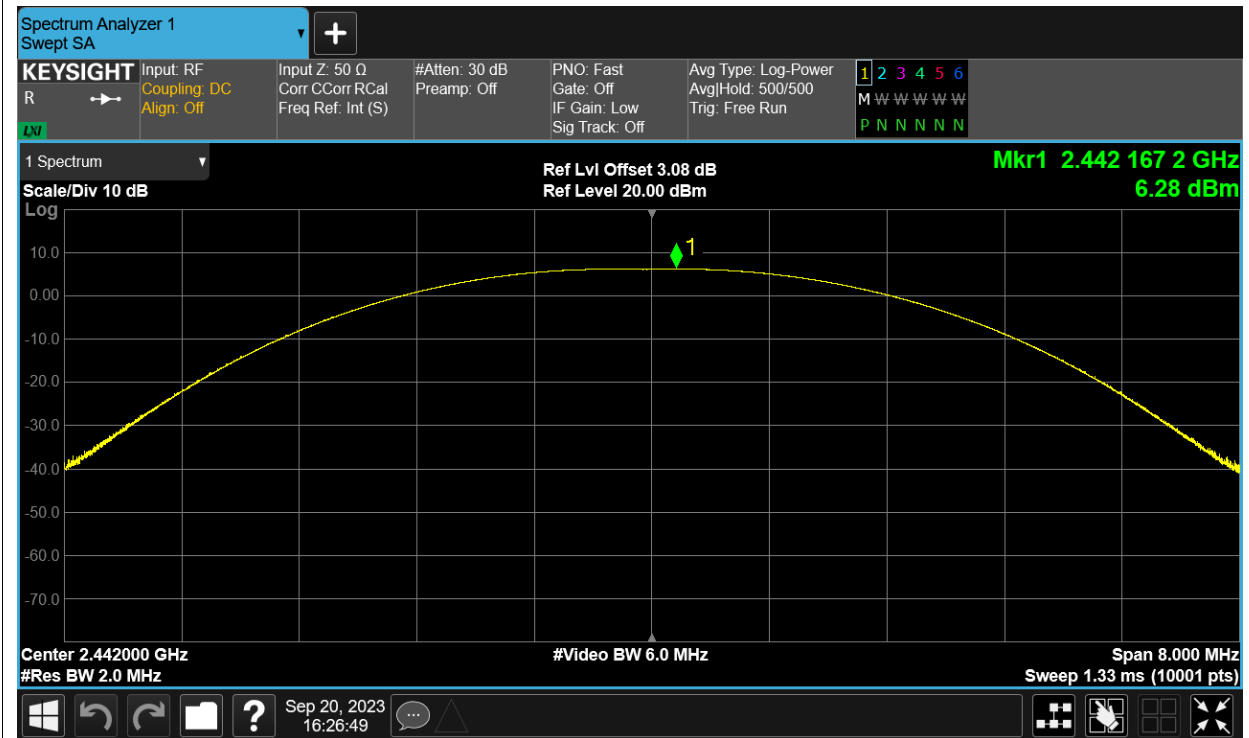 Spectrum Analyzer 1
Swept SA
KEYSIGHT
R
LXI
Input: RF
Coupling: DC
Align: Off
Input Z: 50 Ω
Corr CCorr RCal
Freq Ref: Int (S)
#Atten: 30 dB
Preamp: Off
PNO: Fast
Gate: Off
IF Gain: Low
Sig Track: Off
Avg Type: Log-Power
Avg|Hold: 500/500
Trig: Free Run
1 2 3 4 5 6
M W W W W W
P N N N N N
1 Spectrum
Scale/Div 10 dB
Ref Lvl Offset 3.08 dB
Ref Level 20.00 dBm
Mkr1 2.442 167 2 GHz
6.28 dBm
Log
1
10.0
0.00
-10.0
-20.0
-30.0
-40.0
-50.0
-60.0
-70.0
Center 2.442000 GHz
#Res BW 2.0 MHz
#Video BW 6.0 MHz
Span 8.000 MHz
Sweep 1.33 ms (10001 pts)
?
Sep 20, 2023
16:26:49